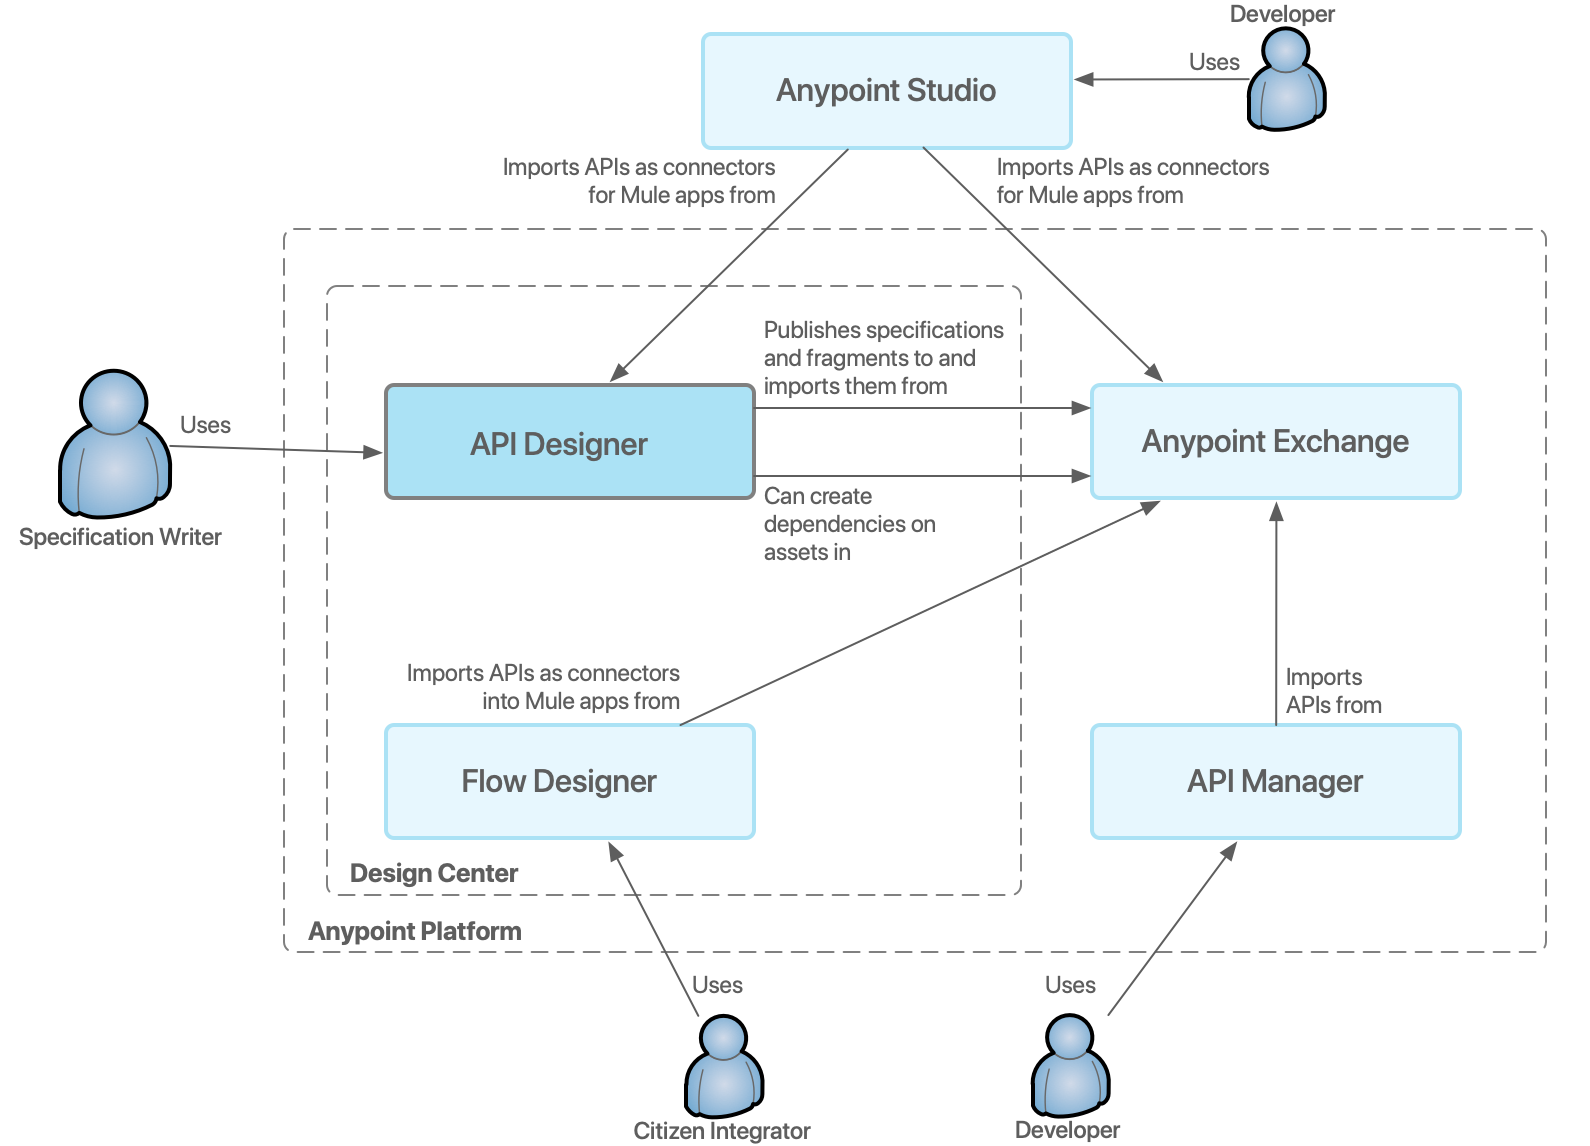 Developer
Uses
Anypoint Studio
Imports APIs as connectors
for Mule apps from
Imports APIs as connectors
for Mule apps from
Publishes specifications
and fragments to and
imports them from
Uses
API Designer
Anypoint Exchange
Can create
dependencies on
assets in
Specification Writer
Imports APIs as connectors
into Mule apps from
Imports
APIs from
Flow Designer
API Manager
Design Center
Anypoint Platform
Uses
Uses
Citizen Integrator
Developer